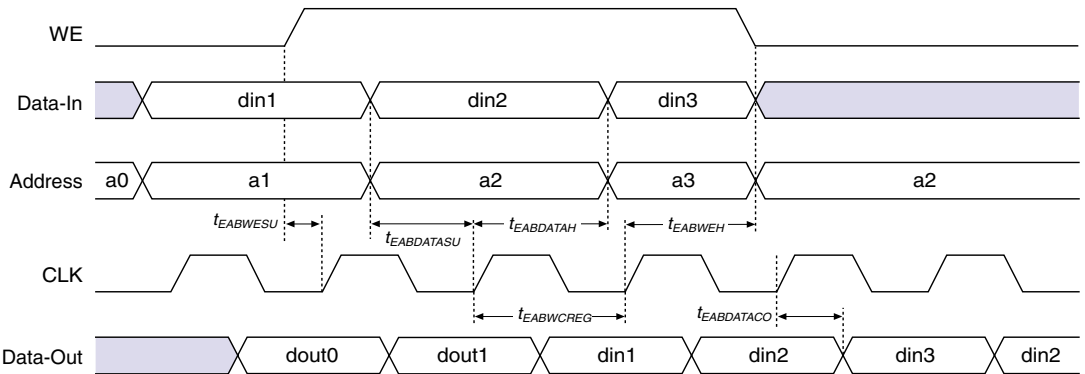 WE
Data-In din1 din2 din3
Address a0 a1 a2 a3 a2
tEABWESU tEABDATASU tEABDATAH tEABWEH
CLK
tEABWCREG tEABDATACO
Data-Out dout0 dout1 din1 din2 din3 din2